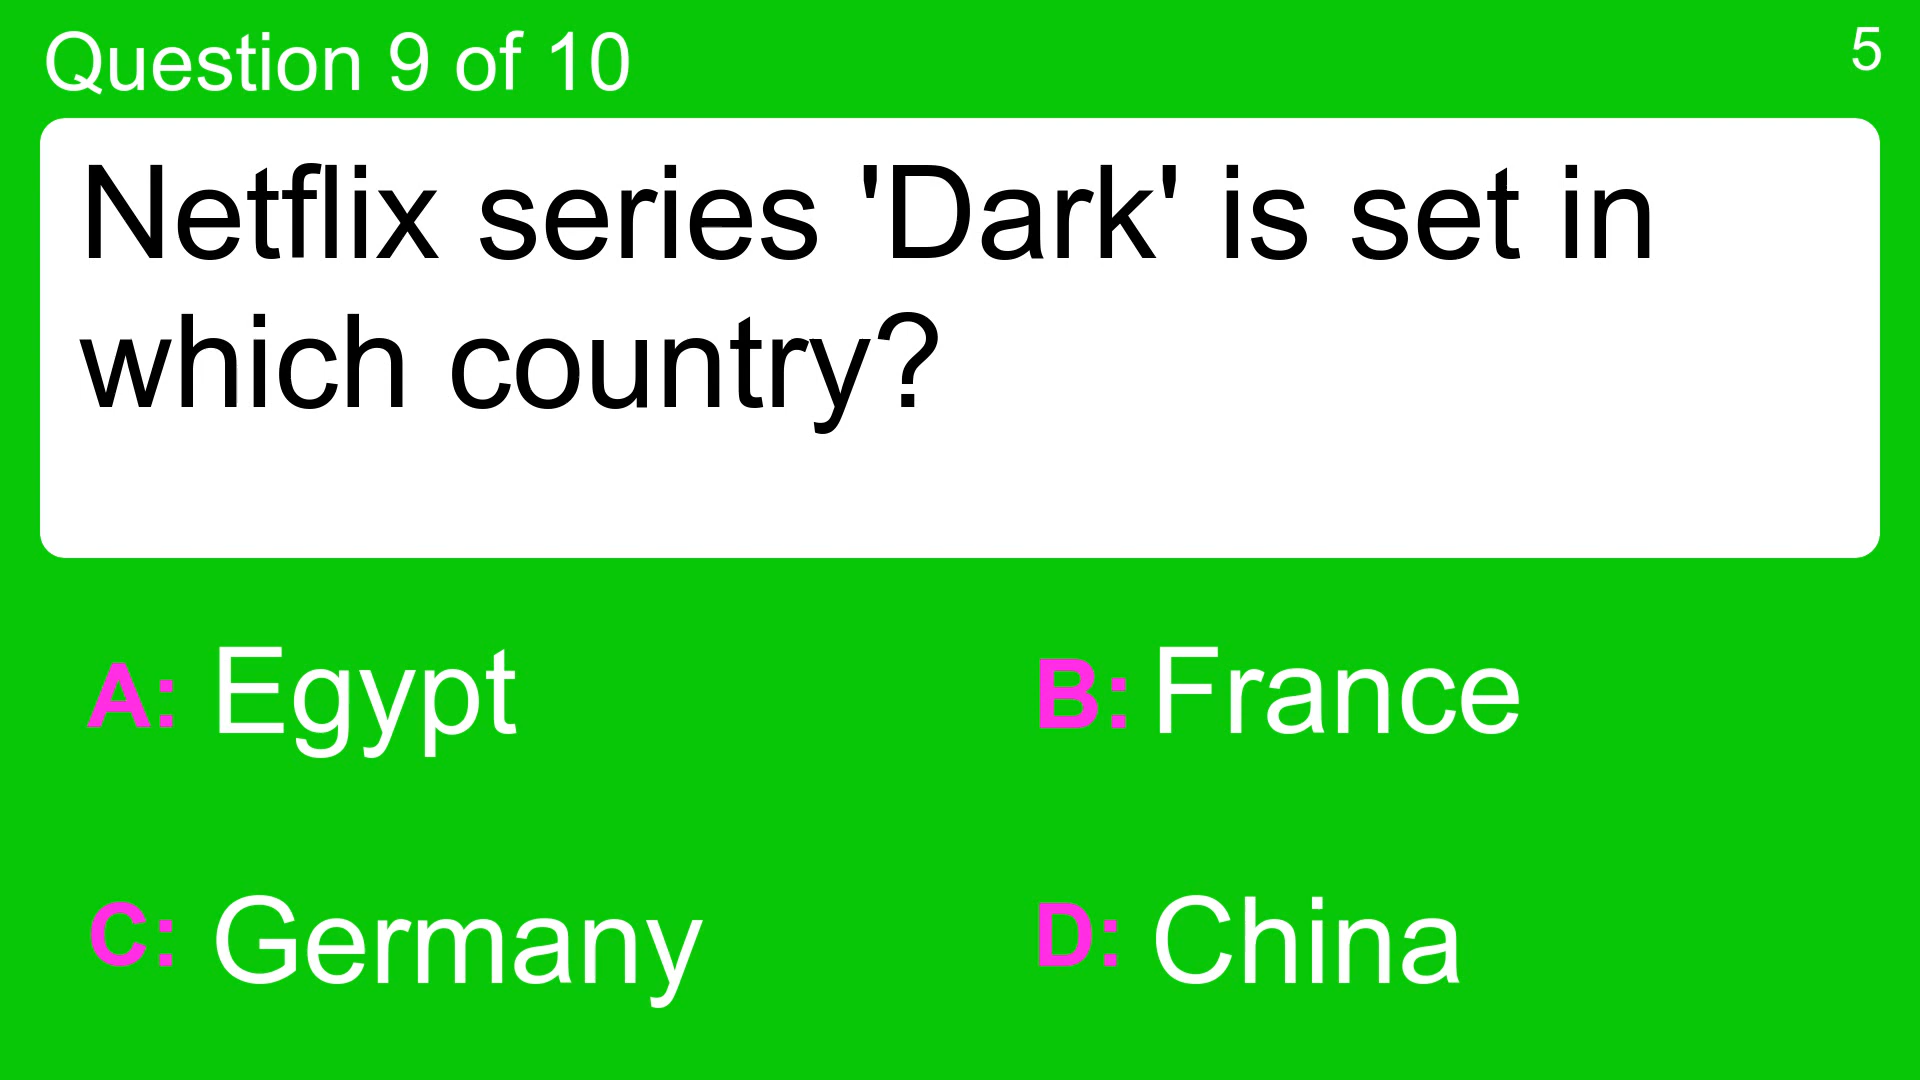 Question 9 of 10
5
Netflix series 'Dark' is set in
which country?
A: Egypt
B: France
C: Germany
D: China